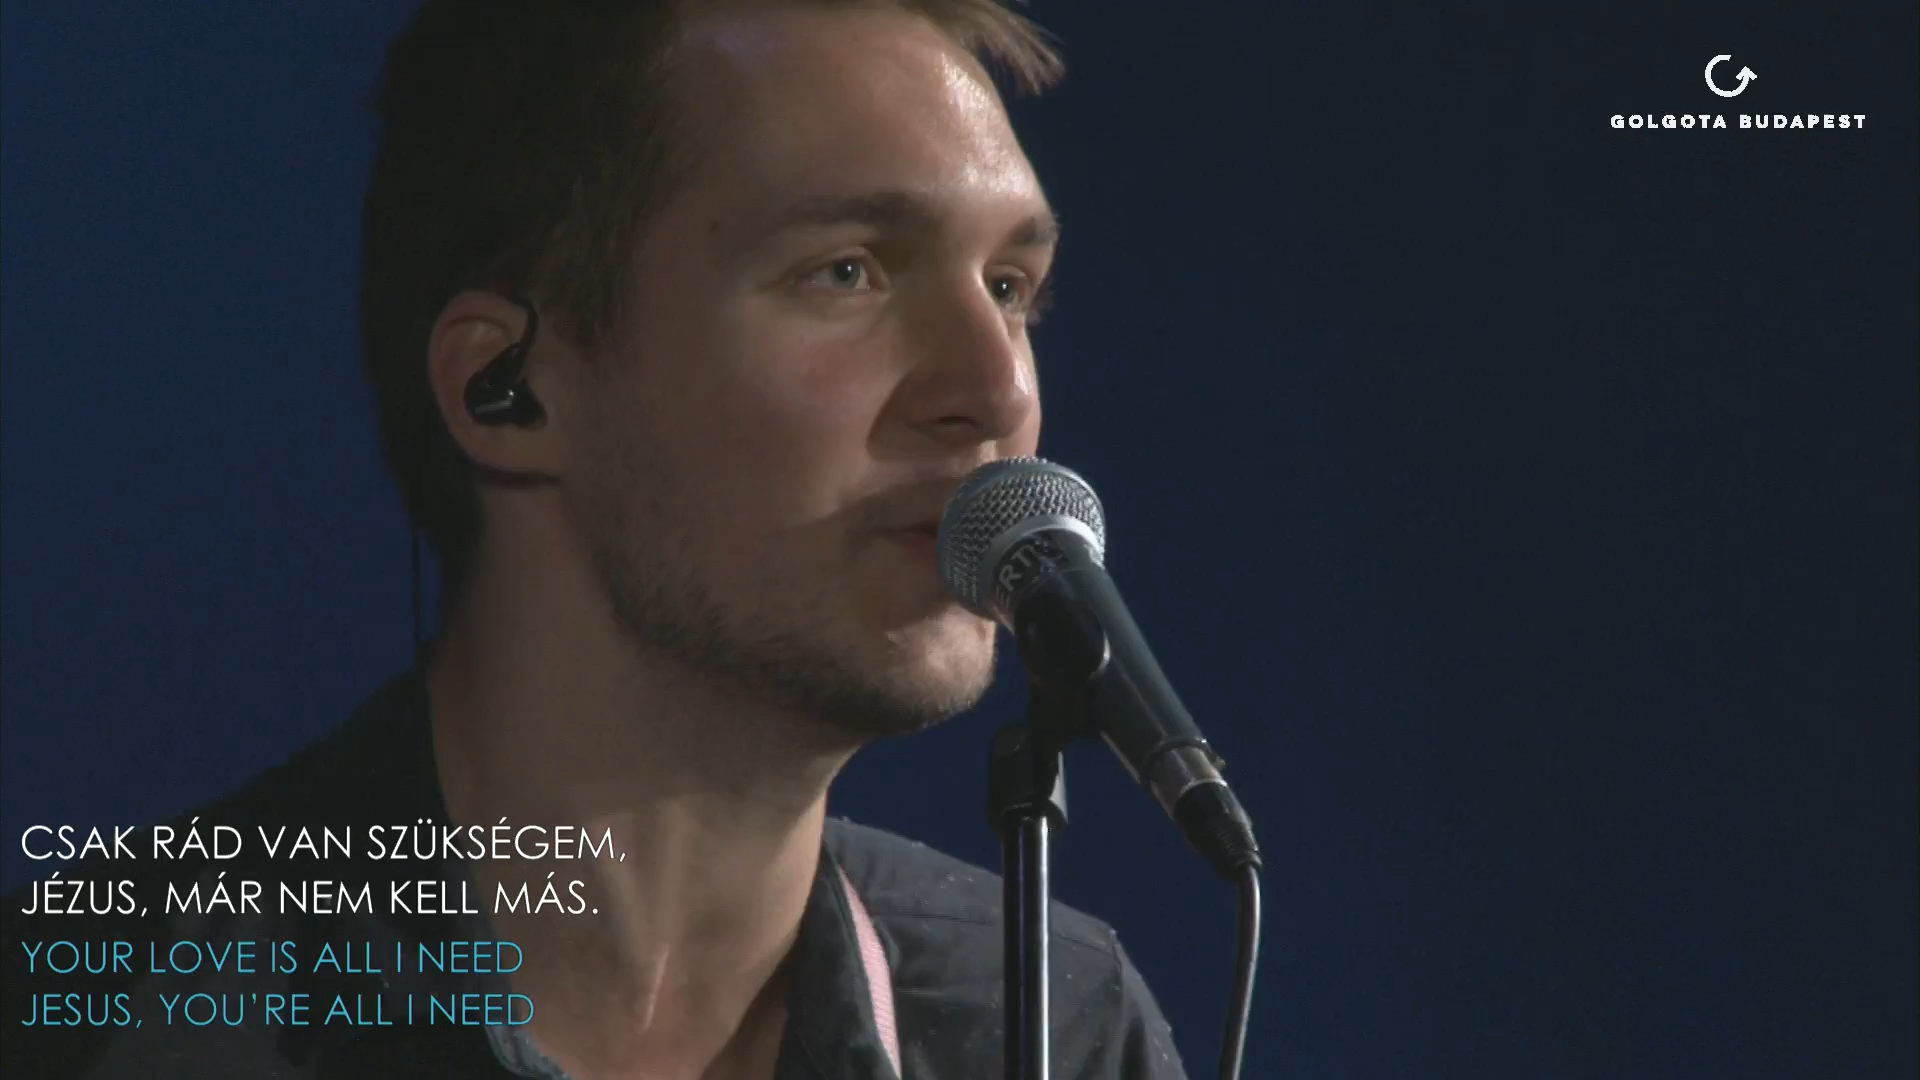 GOLGOTA BUDAPEST
CSAK RÁD VAN SZÜKSÉGEM,
JÉZUS, MÁR NEM KELL MÁS.
YOUR LOVE IS ALL I NEED
JESUS, YOU'RE ALL I NEED